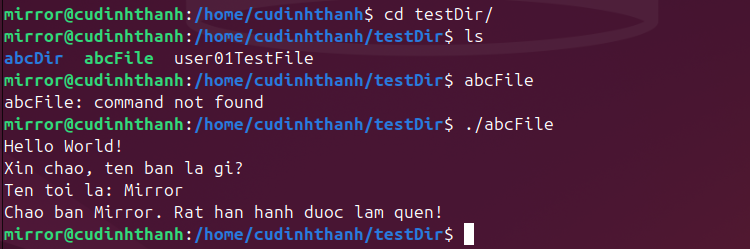 mirror@cudinhthanh:/home/cudinhthanh$ cd testDir/
mirror@cudinhthanh:/home/cudinhthanh/testDir$ ls
abcDir  abcFile  user01TestFile
mirror@cudinhthanh:/home/cudinhthanh/testDir$ abcFile
abcFile: command not found
mirror@cudinhthanh:/home/cudinhthanh/testDir$ ./abcFile
Hello World!
Xin chao, ten ban la gi?
Ten toi la: Mirror
Chao ban Mirror. Rat han hanh duoc lam quen!
mirror@cudinhthanh:/home/cudinhthanh/testDir$